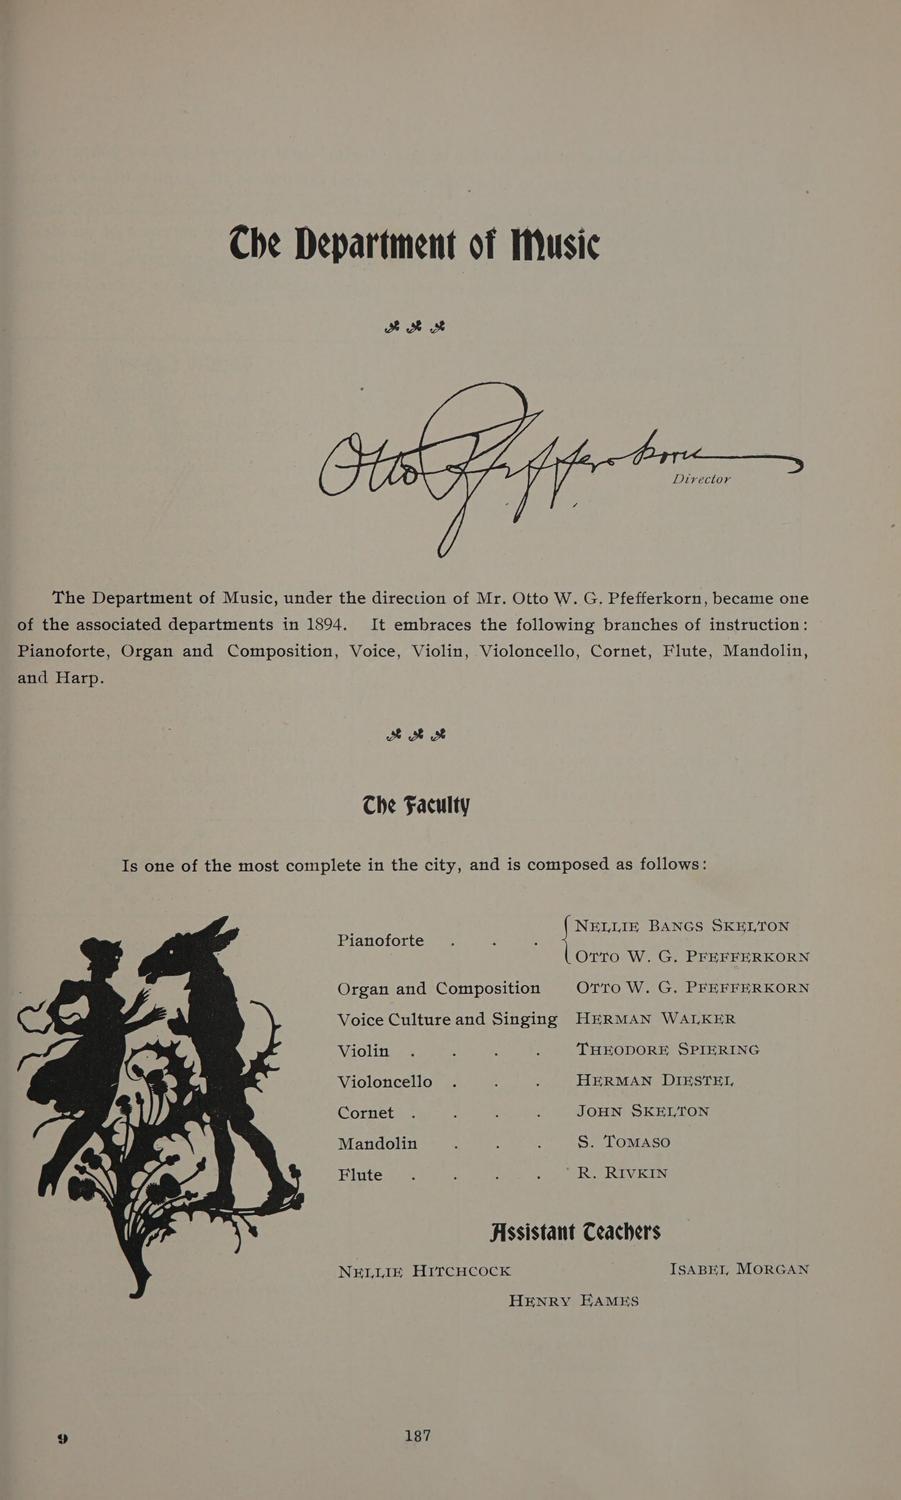 The Department of Music
Otto Pfefferkorn
Director
The Department of Music, under the direction of Mr. Otto W. G. Pfefferkorn, became one
of the associated departments in 1894. It embraces the following branches of instruction:
Pianoforte, Organ and Composition, Voice, Violin, Violoncello, Cornet, Flute, Mandolin,
and Harp.
The Faculty
Is one of the most complete in the city, and is composed as follows:
Pianoforte . . . { NELLIE BANGS SKELTON
OTTO W. G. PFEFFERKORN
Organ and Composition OTTO W. G. PFEFFERKORN
Voice Culture and Singing HERMAN WALKER
Violin . . . . THEODORE SPIERING
Violoncello . . . HERMAN DIESTEL
Cornet . . . . JOHN SKELTON
Mandolin . . . S. TOMASO
Flute . . . . R. RIVKIN
Assistant Teachers
NELLIE HITCHCOCK ISABEL MORGAN
HENRY EAMES
9 187